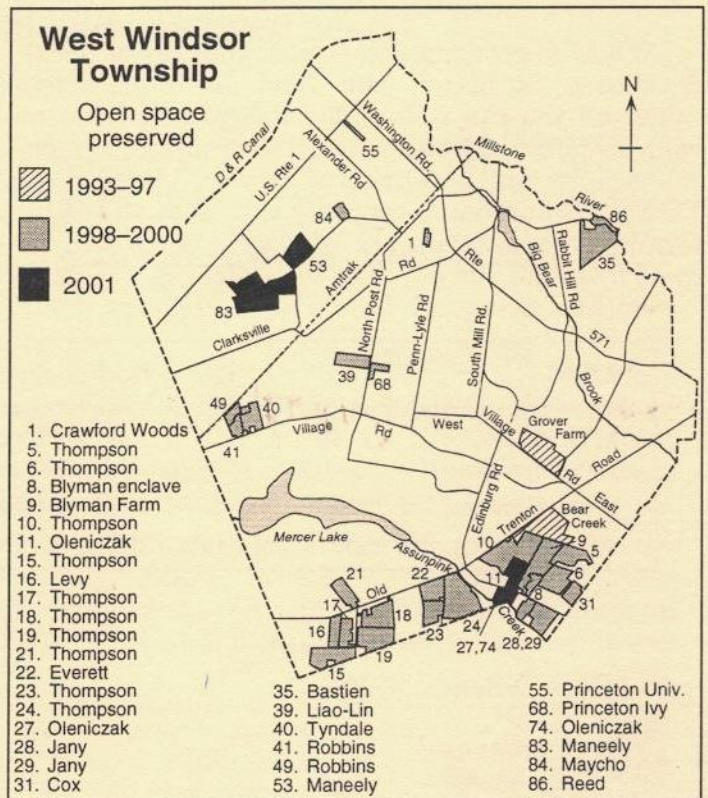 West Windsor
Township
Open space
preserved
1993–97
1998–2000
2001
N
D & R Canal
U.S. Rte 1
Alexander Rd
Washington Rd.
Millstone
River
55
84
53
83
1
86
35
Amtrak
Rd
Rte
571
Big Bear
Brook
Rabbit Hill Rd
Clarksville
North Post Rd
Penn-Lyle Rd
South Mill Rd.
39
68
49
40
41
Village
Rd
West
Village
Rd
East
Grover
Farm
Road
Trenton
Old
Edinburg Rd
Bear
Creek
Mercer Lake
Assunpink
Creek
10
9
5
6
11
8
31
28,29
27,74
24
22
23
21
17
18
16
19
15
1. Crawford Woods
5. Thompson
6. Thompson
8. Blyman enclave
9. Blyman Farm
10. Thompson
11. Oleniczak
15. Thompson
16. Levy
17. Thompson
18. Thompson
19. Thompson
21. Thompson
22. Everett
23. Thompson
24. Thompson
27. Oleniczak
28. Jany
29. Jany
31. Cox
35. Bastien
39. Liao-Lin
40. Tyndale
41. Robbins
49. Robbins
53. Maneely
55. Princeton Univ.
68. Princeton Ivy
74. Oleniczak
83. Maneely
84. Maycho
86. Reed